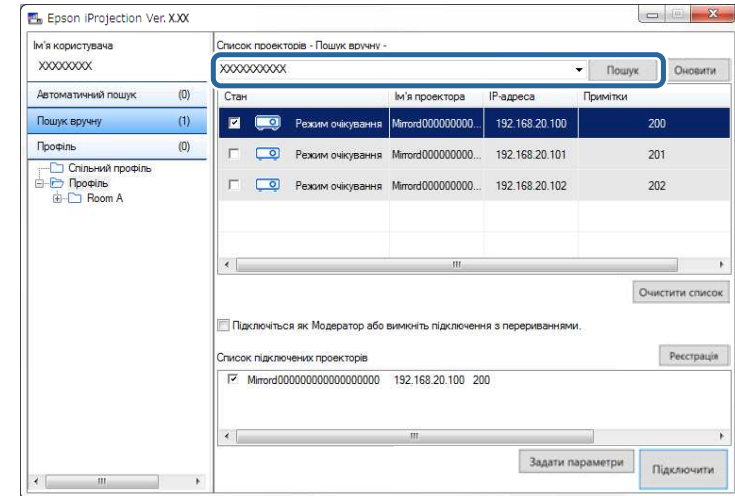 Epson iProjection Ver. X.XX
Ім'я користувача
XXXXXXXX
Автоматичний пошук (0)
Пошук вручну (1)
Профіль (0)
Спільний профіль
Профіль
Room A
Список проекторів - Пошук вручну -
XXXXXXXXXX
Пошук
Оновити
Стан Ім'я проектора IP-адреса Примітки
Режим очікування Mirrord000000000... 192.168.20.100 200
Режим очікування Mirrord000000000... 192.168.20.101 201
Режим очікування Mirrord000000000... 192.168.20.102 202
Очистити список
Підключіться як Модератор або вимкніть підключення з перериваннями.
Список підключених проекторів
Реєстрація
Mirrord000000000000000000 192.168.20.100 200
Задати параметри
Підключити